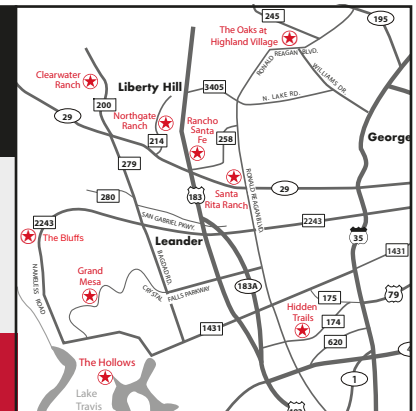 245
195
The Oaks at
Highland Village
RONALD REAGAN BLVD.
WILLIAMS DR.
Clearwater
Ranch
Liberty Hill
3405
N. LAKE RD.
200
29
Northgate
Ranch
Rancho
Santa
Fe
214
258
George
279
RONALD REAGAN BLVD.
280
183
Santa
Rita Ranch
29
2243
SAN GABRIEL PKWY.
2243
The Bluffs
Leander
35
1431
NAMELESS ROAD
BAGDAD RD.
Grand
Mesa
CRYSTAL FALLS PARKWAY
183A
175
79
Hidden
Trails
174
1431
620
The Hollows
1
Lake
Travis